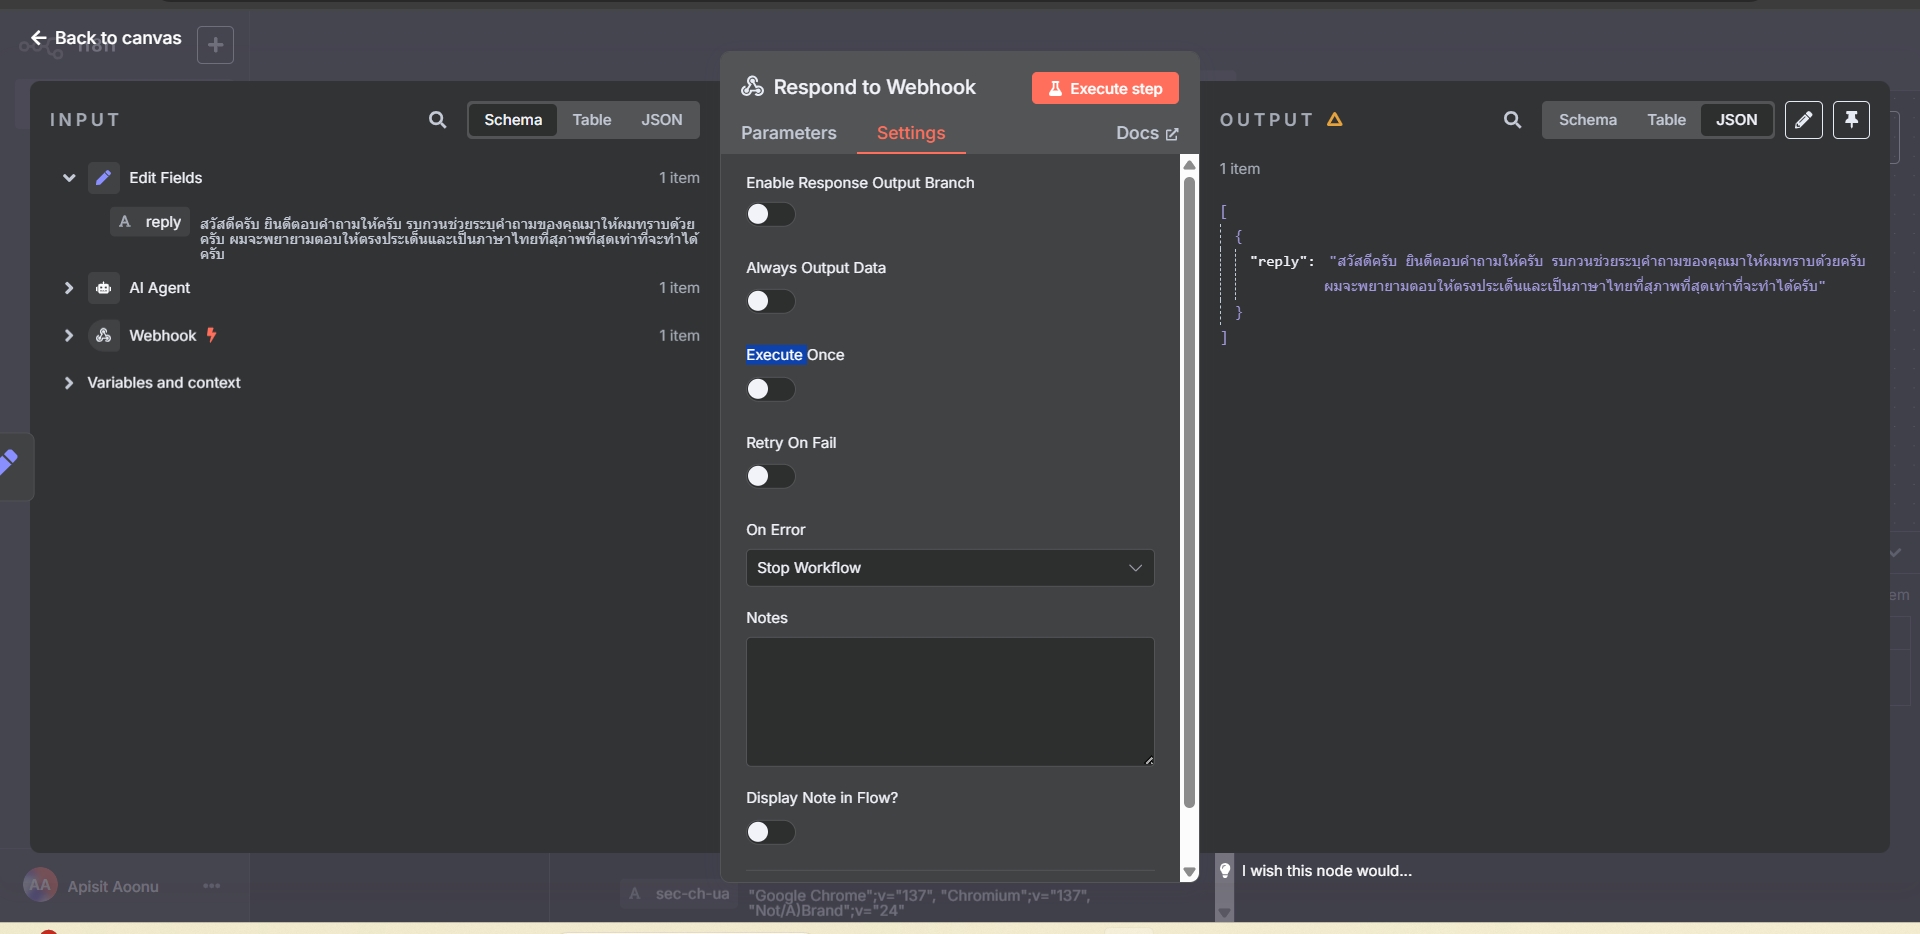 Back to canvas
n8n
INPUT
Schema
Table
JSON
Edit Fields
1 item
A reply
สวัสดีครับ ยินดีตอบคำถามให้ครับ รบกวนช่วยระบุคำถามของคุณมาให้ผมทราบด้วย
ครับ ผมจะพยายามตอบให้ตรงประเด็นและเป็นภาษาไทยที่สุภาพที่สุดเท่าที่จะทำได้
ครับ
AI Agent
1 item
Webhook
1 item
Variables and context
Respond to Webhook
Execute step
Parameters
Settings
Docs
Enable Response Output Branch
Always Output Data
Execute Once
Retry On Fail
On Error
Stop Workflow
Notes
Display Note in Flow?
OUTPUT
Schema
Table
JSON
1 item
[
{
"reply": "สวัสดีครับ ยินดีตอบคำถามให้ครับ รบกวนช่วยระบุคำถามของคุณมาให้ผมทราบด้วยครับ
ผมจะพยายามตอบให้ตรงประเด็นและเป็นภาษาไทยที่สุภาพที่สุดเท่าที่จะทำได้ครับ"
}
]
em
I wish this node would...
AA
Apisit Aoonu
A sec-ch-ua
"Google Chrome";v="137", "Chromium";v="137",
"Not/A)Brand";v="24"